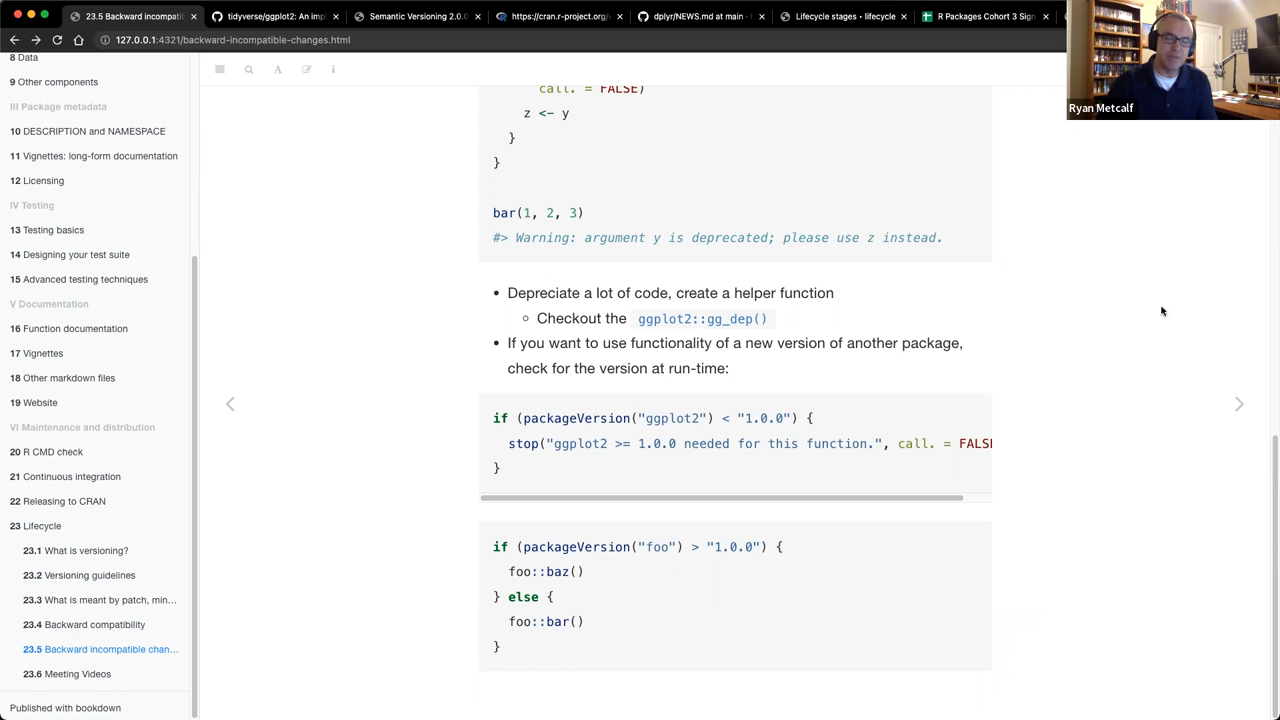 23.5 Backward incompatib
tidyverse/ggplot2: An imp
Semantic Versioning 2.0.0
https://cran.r-project.org/
dplyr/NEWS.md at main · t
Lifecycle stages • lifecycle
R Packages Cohort 3 Sign
127.0.0.1:4321/backward-incompatible-changes.html
Ryan Metcalf
8 Data
9 Other components
III Package metadata
10 DESCRIPTION and NAMESPACE
11 Vignettes: long-form documentation
12 Licensing
IV Testing
13 Testing basics
14 Designing your test suite
15 Advanced testing techniques
V Documentation
16 Function documentation
17 Vignettes
18 Other markdown files
19 Website
VI Maintenance and distribution
20 R CMD check
21 Continuous integration
22 Releasing to CRAN
23 Lifecycle
23.1 What is versioning?
23.2 Versioning guidelines
23.3 What is meant by patch, min...
23.4 Backward compatibility
23.5 Backward incompatible chan...
23.6 Meeting Videos
Published with bookdown
call. = FALSE)
z <- y
}
}
bar(1, 2, 3)
#> Warning: argument y is deprecated; please use z instead.
• Depreciate a lot of code, create a helper function
○ Checkout the ggplot2::gg_dep()
• If you want to use functionality of a new version of another package,
check for the version at run-time:
if (packageVersion("ggplot2") < "1.0.0") {
stop("ggplot2 >= 1.0.0 needed for this function.", call. = FALS
}
if (packageVersion("foo") > "1.0.0") {
foo::baz()
} else {
foo::bar()
}